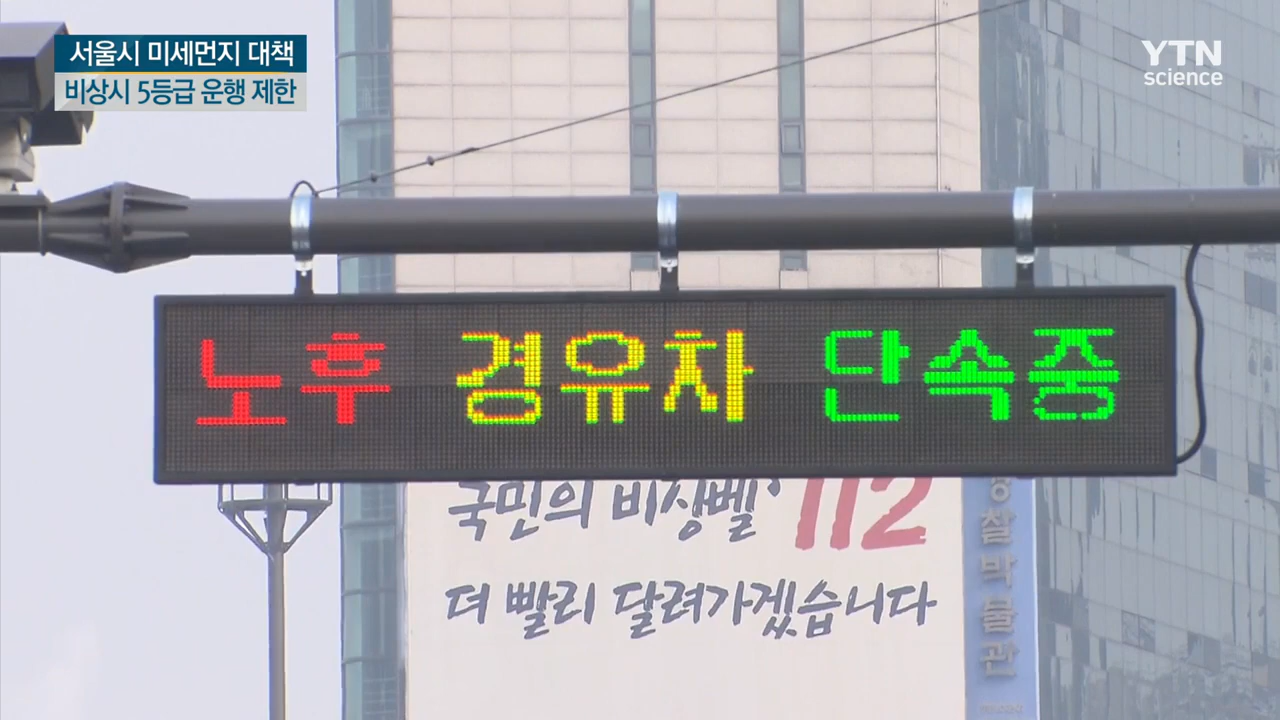 서울시 미세먼지 대책
비상시 5등급 운행 제한
YTN
science
노후 경유차 단속중
국민의 비상벨 112
더 빨리 달려가겠습니다
경찰박물관